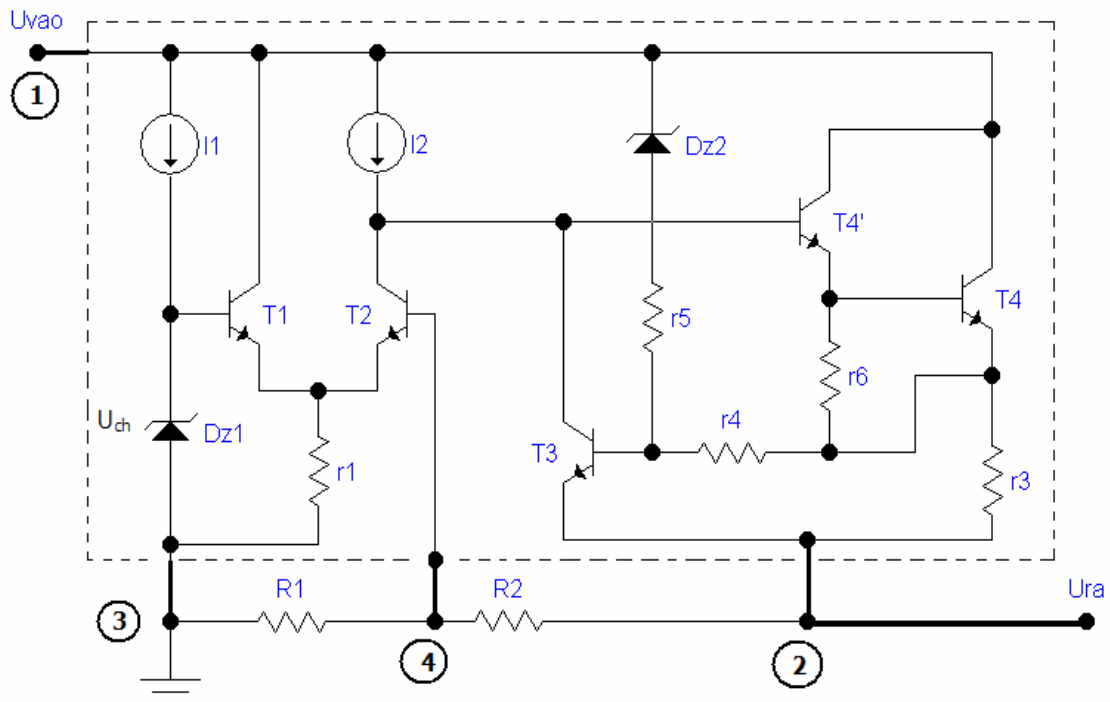 Uvao
1
I1
I2
Dz2
T4'
T1
T2
r5
T4
r6
Uch
Dz1
r4
T3
r1
r3
R1
R2
Ura
3
4
2